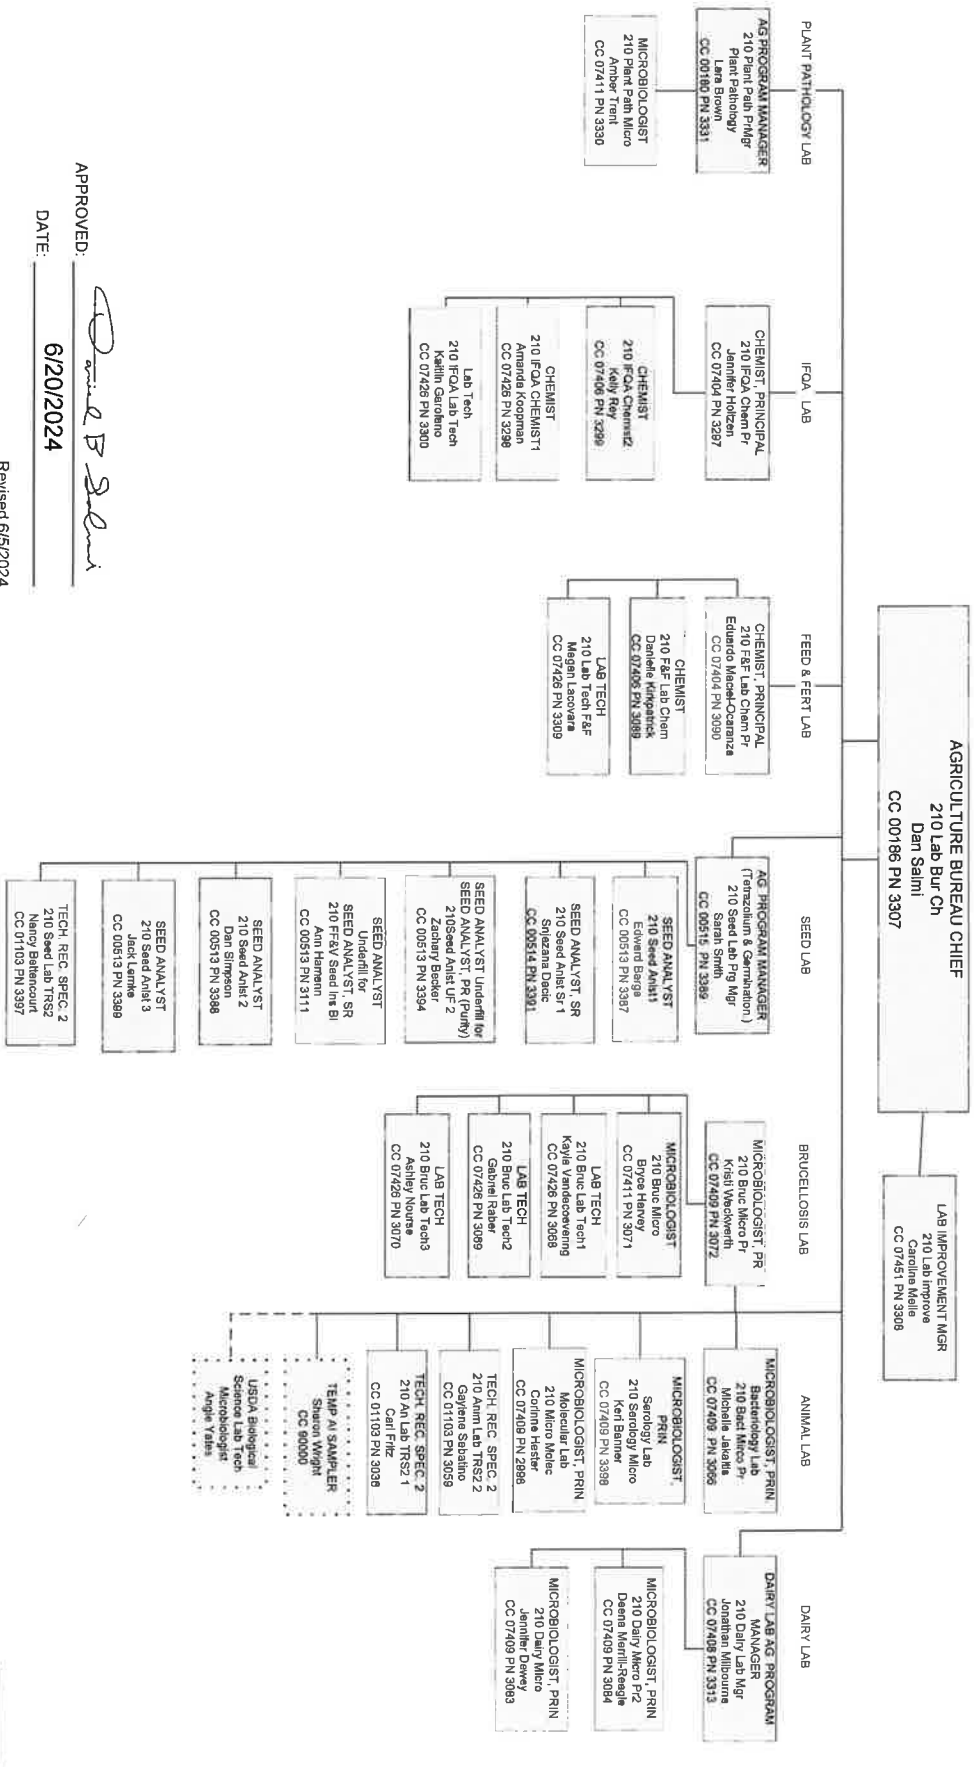 AGRICULTURE BUREAU CHIEF
210 Lab Bur Ch
Dan Salmi
CC 00186 PN 3307
LAB IMPROVEMENT MGR
210 Lab Improve
Caroline Melle
CC 07451 PN 3308
PLANT PATHOLOGY LAB
AG PROGRAM MANAGER
210 Plant Path PrMgr
Plant Pathology
Lara Brown
CC 00180 PN 3331
MICROBIOLOGIST
210 Plant Path Micro
Amber Trent
CC 07411 PN 3330
IFQA LAB
CHEMIST, PRINCIPAL
210 IFQA Chem Pr
Jennifer Holtzen
CC 07404 PN 3297
CHEMIST
210 IFQA Chemist2
Kelly Rey
CC 07406 PN 3299
CHEMIST
210 IFQA CHEMIST1
Amanda Koopman
CC 07426 PN 3298
Lab Tech
210 IFQA Lab Tech
Kaitlin Garofano
CC 07426 PN 3300
FEED & FERT LAB
CHEMIST, PRINCIPAL
210 F&F Lab Chem Pr
Eduardo Maciel-Ocaranza
CC 07404 PN 3090
CHEMIST
210 F&F Lab Chem
Danielle Kirkpatrick
CC 07406 PN 3089
LAB TECH
210 Lab Tech F&F
Megan Lacovara
CC 07426 PN 3309
SEED LAB
AG PROGRAM MANAGER
(Tetrazolium & Germination.)
210 Seed Lab Prg Mgr
Sarah Smith
CC 00515 PN 3389
SEED ANALYST
210 Seed Anlst1
Edward Barge
CC 00513 PN 3387
SEED ANALYST, SR
210 Seed Anlst Sr 1
Snjezana Dacic
CC 00514 PN 3391
SEED ANALYST Underfill for
SEED ANALYST, PR (Purity)
210Seed Anlst UF 2
Zachary Becker
CC 00513 PN 3394
SEED ANALYST
Underfill for
SEED ANALYST, SR
210 FF&V Seed Ins BI
Ann Hamann
CC 00513 PN 3111
SEED ANALYST
210 Seed Anlst 2
Dan Simpson
CC 00513 PN 3388
SEED ANALYST
210 Seed Anlst 3
Jack Lemke
CC 00513 PN 3399
TECH. REC. SPEC. 2
210 Seed Lab TRS2
Nancy Bettencourt
CC 01103 PN 3397
BRUCELLOSIS LAB
MICROBIOLOGIST, PR
210 Bruc Micro Pr
Kristi Weckwerth
CC 07409 PN 3072
MICROBIOLOGIST
210 Bruc Micro
Bryce Harvey
CC 07411 PN 3071
LAB TECH
210 Bruc Lab Tech1
Kayla Vandecoevering
CC 07426 PN 3068
LAB TECH
210 Bruc Lab Tech2
Gabriel Raber
CC 07426 PN 3069
LAB TECH
210 Bruc Lab Tech3
Ashley Nourse
CC 07426 PN 3070
ANIMAL LAB
MICROBIOLOGIST, PRIN.
Bacteriology Lab
210 Bact Mirco Pr
Michelle Jakaitis
CC 07409 PN 3066
MICROBIOLOGIST,
PRIN
Serology Lab
210 Serology Micro
Keri Banner
CC 07409 PN 3398
MICROBIOLOGIST, PRIN
Molecular Lab
210 Micro Molec
Corinne Hester
CC 07409 PN 2996
TECH. REC. SPEC. 2
210 Anm Lab TRS2 2
Gaylene Sabatino
CC 01103 PN 3059
TECH. REC. SPEC. 2
210 An Lab TRS2 1
Carl Fritz
CC 01103 PN 3036
TEMP AI SAMPLER
Sharon Wight
CC 90000
USDA Biological
Science Lab Tech
Microbiologist
Angie Yates
DAIRY LAB
DAIRY LAB AG PROGRAM
MANAGER
210 Dairy Lab Mgr
Jonathan Milbourne
CC 07408 PN 3313
MICROBIOLOGIST, PRIN
210 Dairy Micro Pr2
Deena Merrill-Reagle
CC 07409 PN 3084
MICROBIOLOGIST, PRIN
210 Dairy Micro
Jennifer Dewey
CC 07409 PN 3083
APPROVED: Daniel B Salmi
DATE: 6/20/2024
Revised 6/5/2024